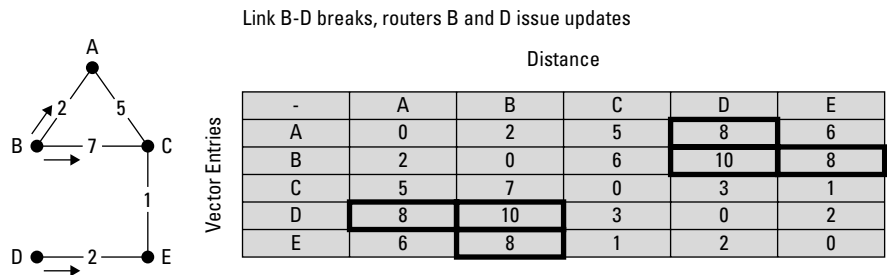 Link B-D breaks, routers B and D issue updates
Distance
Vector Entries
- A B C D E
A 0 2 5 8 6
B 2 0 6 10 8
C 5 7 0 3 1
D 8 10 3 0 2
E 6 8 1 2 0
A
2 5
B 7 C
1
D 2 E